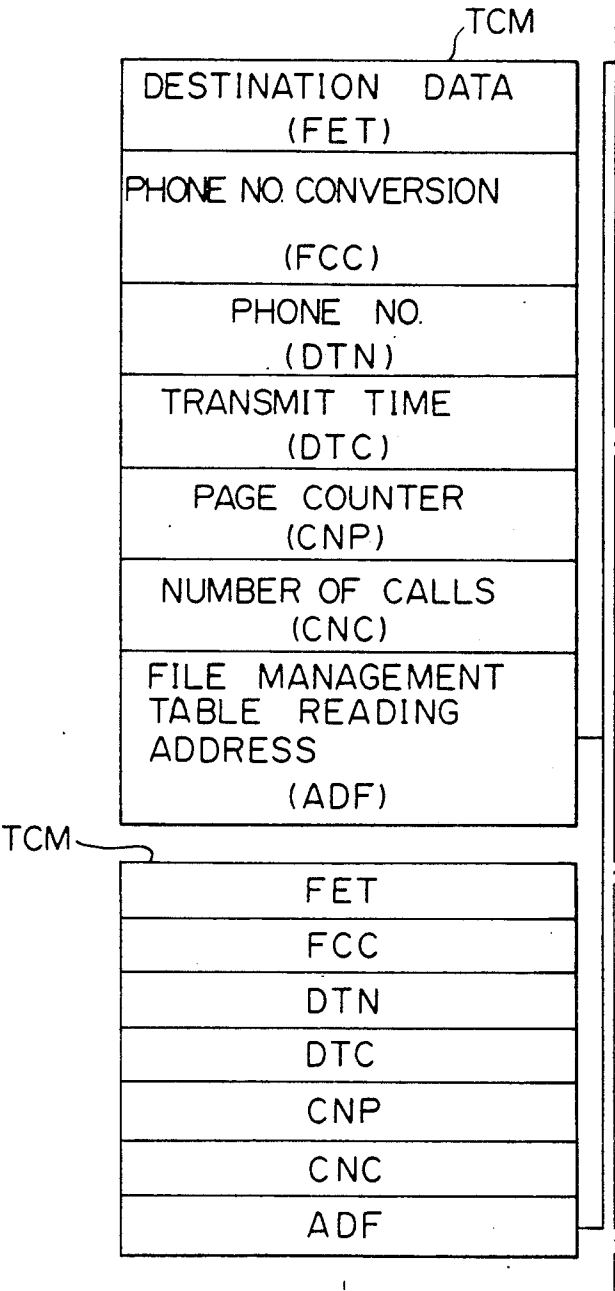 TCM
DESTINATION DATA
(FET)
PHONE NO. CONVERSION
(FCC)
PHONE NO.
(DTN)
TRANSMIT TIME
(DTC)
PAGE COUNTER
(CNP)
NUMBER OF CALLS
(CNC)
FILE MANAGEMENT
TABLE READING
ADDRESS
(ADF)
TCM
FET
FCC
DTN
DTC
CNP
CNC
ADF